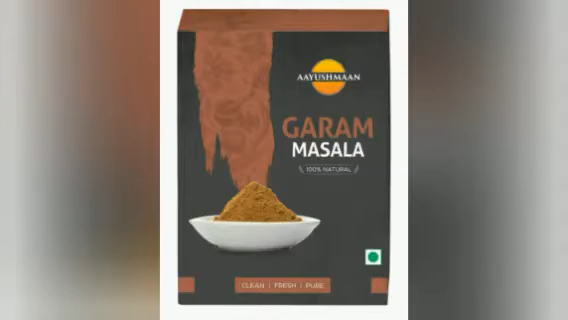 AAYUSHMAAN
GARAM
MASALA
100% NATURAL
CLEAN | FRESH | PURE